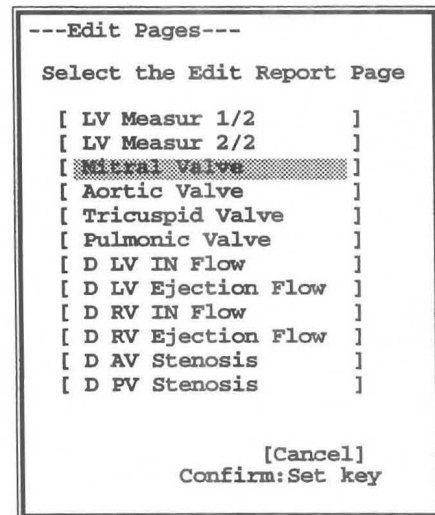 ---Edit Pages---
Select the Edit Report Page
[ LV Measur 1/2 ]
[ LV Measur 2/2 ]
[ Mitral Valve ]
[ Aortic Valve ]
[ Tricuspid Valve ]
[ Pulmonic Valve ]
[ D LV IN Flow ]
[ D LV Ejection Flow ]
[ D RV IN Flow ]
[ D RV Ejection Flow ]
[ D AV Stenosis ]
[ D PV Stenosis ]
[Cancel]
Confirm:Set key